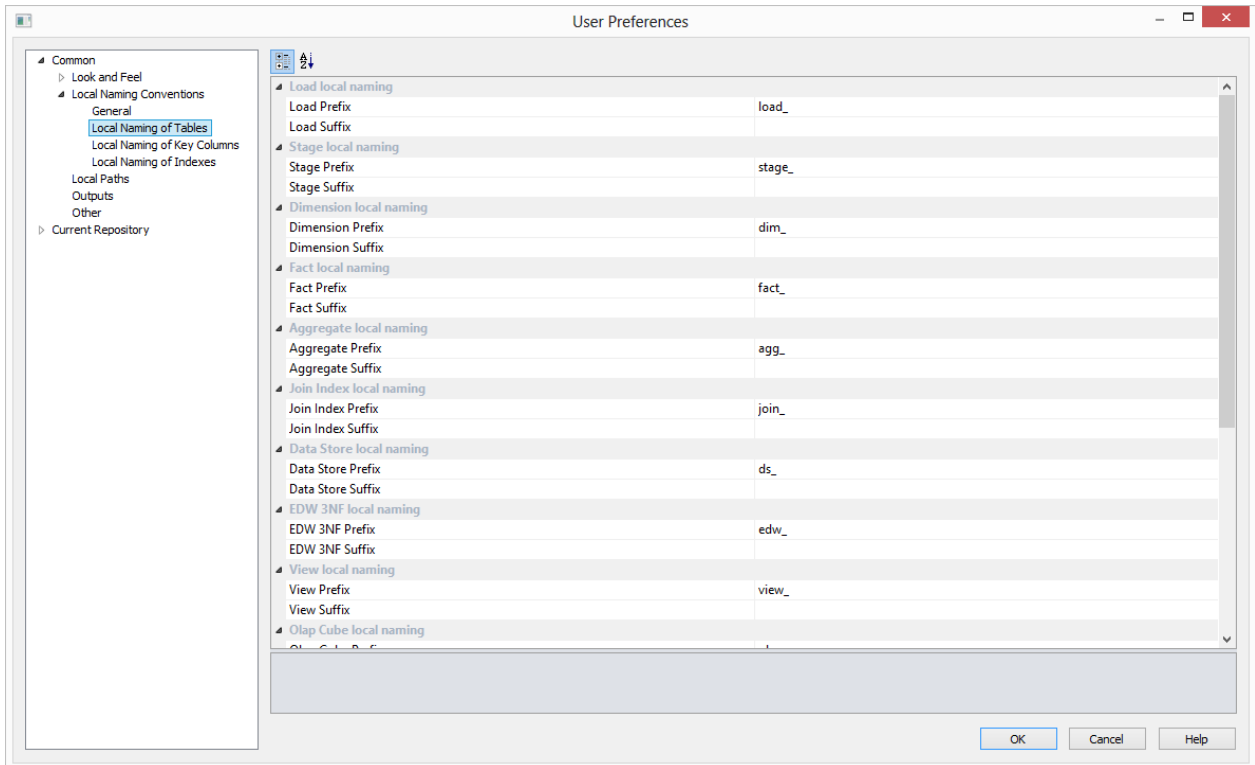 User Preferences
Common
Look and Feel
Local Naming Conventions
General
Local Naming of Tables
Local Naming of Key Columns
Local Naming of Indexes
Local Paths
Outputs
Other
Current Repository
Load local naming
Load Prefix load_
Load Suffix
Stage local naming
Stage Prefix stage_
Stage Suffix
Dimension local naming
Dimension Prefix dim_
Dimension Suffix
Fact local naming
Fact Prefix fact_
Fact Suffix
Aggregate local naming
Aggregate Prefix agg_
Aggregate Suffix
Join Index local naming
Join Index Prefix join_
Join Index Suffix
Data Store local naming
Data Store Prefix ds_
Data Store Suffix
EDW 3NF local naming
EDW 3NF Prefix edw_
EDW 3NF Suffix
View local naming
View Prefix view_
View Suffix
Olap Cube local naming
OK Cancel Help